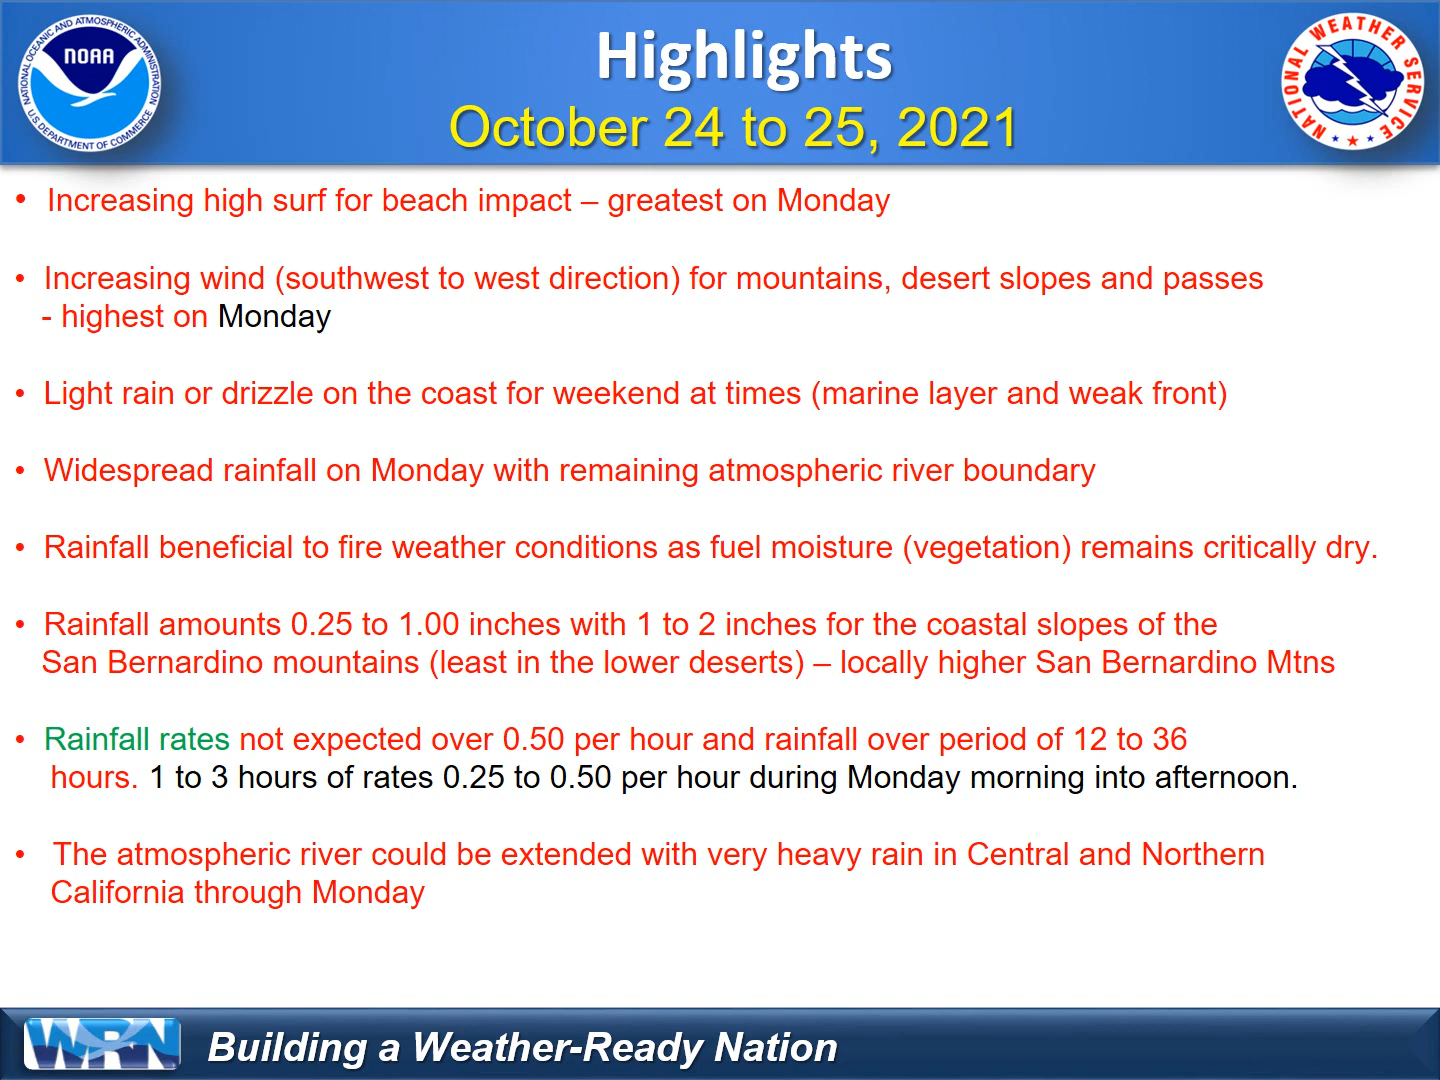 NATIONAL OCEANIC AND ATMOSPHERIC ADMINISTRATION
U.S. DEPARTMENT OF COMMERCE
NOAA
Highlights
October 24 to 25, 2021
NATIONAL WEATHER SERVICE
• Increasing high surf for beach impact – greatest on Monday
• Increasing wind (southwest to west direction) for mountains, desert slopes and passes
- highest on Monday
• Light rain or drizzle on the coast for weekend at times (marine layer and weak front)
• Widespread rainfall on Monday with remaining atmospheric river boundary
• Rainfall beneficial to fire weather conditions as fuel moisture (vegetation) remains critically dry.
• Rainfall amounts 0.25 to 1.00 inches with 1 to 2 inches for the coastal slopes of the
San Bernardino mountains (least in the lower deserts) – locally higher San Bernardino Mtns
• Rainfall rates not expected over 0.50 per hour and rainfall over period of 12 to 36
hours. 1 to 3 hours of rates 0.25 to 0.50 per hour during Monday morning into afternoon.
• The atmospheric river could be extended with very heavy rain in Central and Northern
California through Monday
WRN
Building a Weather-Ready Nation